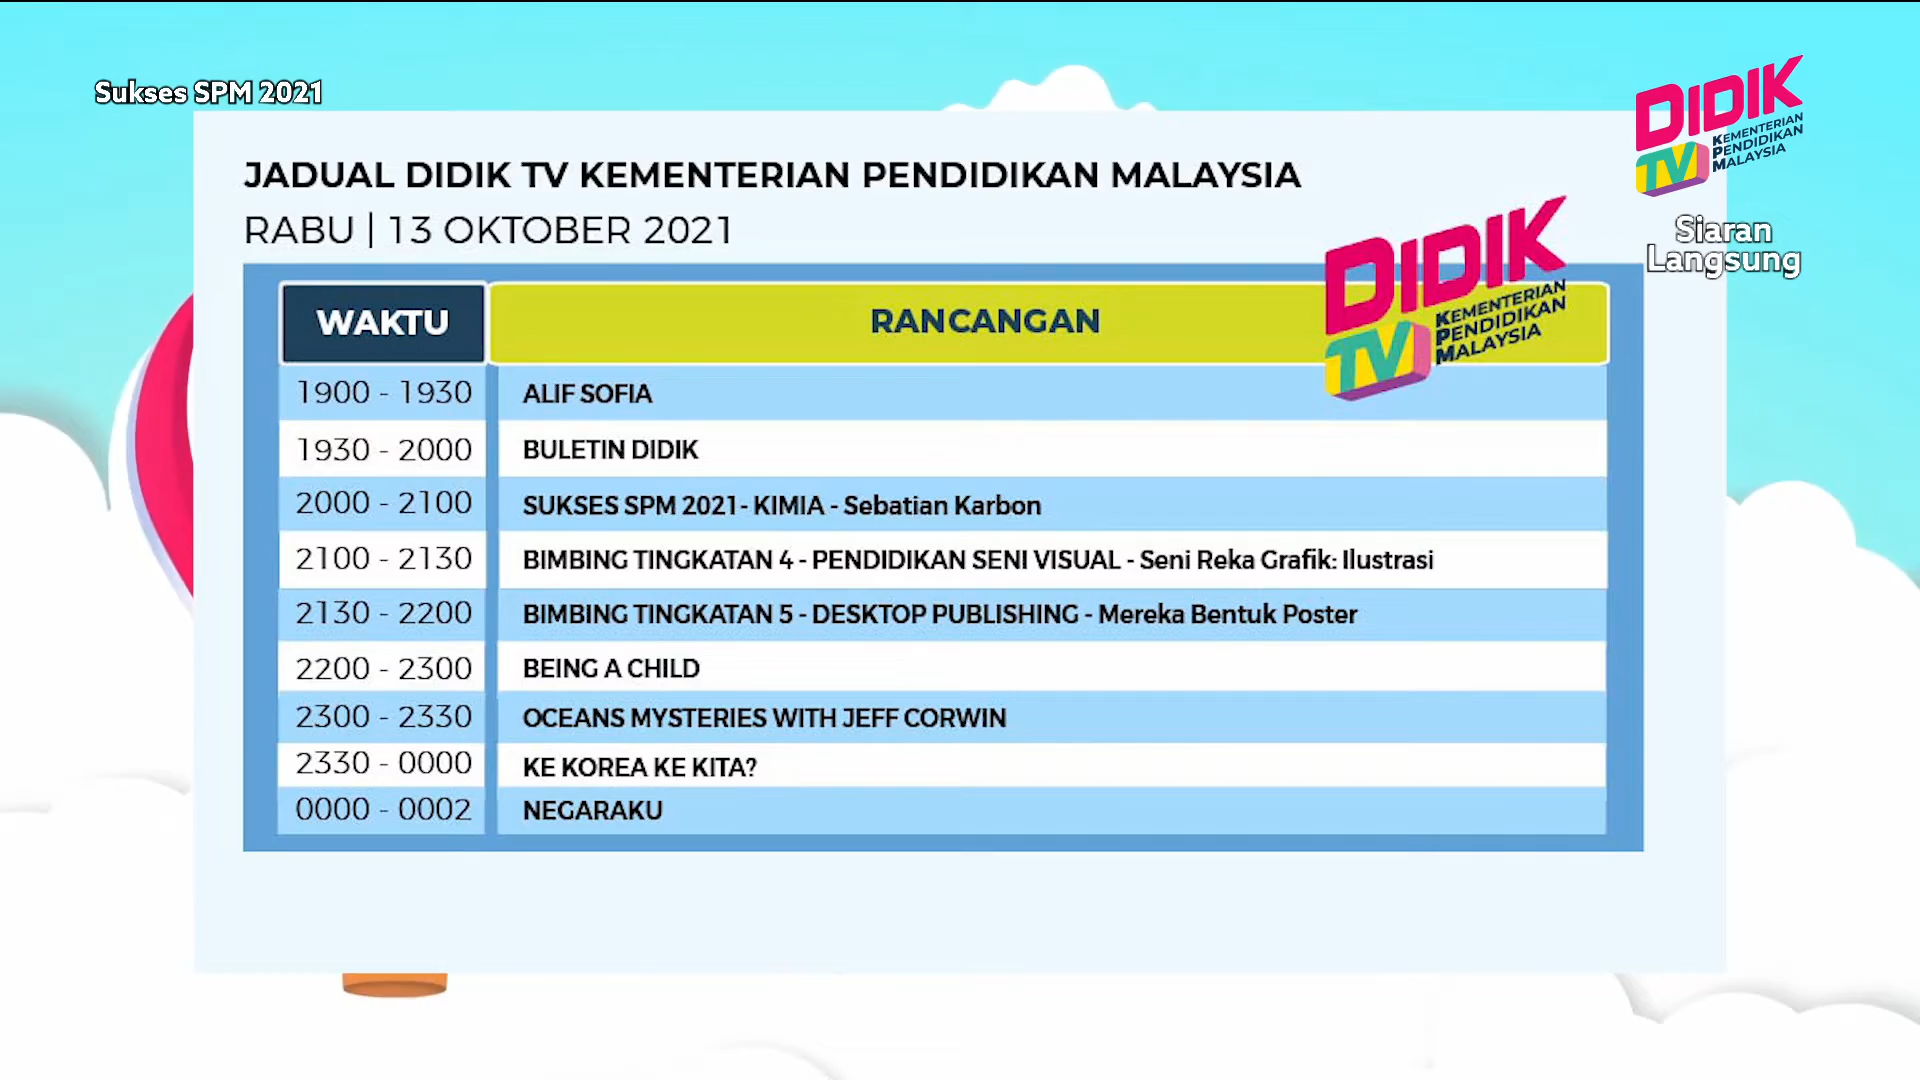 Sukses SPM 2021
DIDIK
TV
KEMENTERIAN
PENDIDIKAN
MALAYSIA
Siaran
Langsung
JADUAL DIDIK TV KEMENTERIAN PENDIDIKAN MALAYSIA
RABU | 13 OKTOBER 2021
DIDIK
TV
KEMENTERIAN
PENDIDIKAN
MALAYSIA
WAKTU RANCANGAN
1900 - 1930 ALIF SOFIA
1930 - 2000 BULETIN DIDIK
2000 - 2100 SUKSES SPM 2021- KIMIA - Sebatian Karbon
2100 - 2130 BIMBING TINGKATAN 4 - PENDIDIKAN SENI VISUAL - Seni Reka Grafik: Ilustrasi
2130 - 2200 BIMBING TINGKATAN 5 - DESKTOP PUBLISHING - Mereka Bentuk Poster
2200 - 2300 BEING A CHILD
2300 - 2330 OCEANS MYSTERIES WITH JEFF CORWIN
2330 - 0000 KE KOREA KE KITA?
0000 - 0002 NEGARAKU